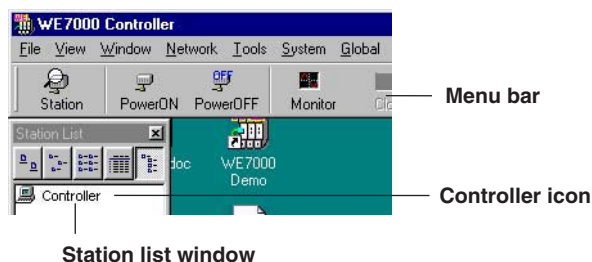 WE7000 Controller
File View Window Network Tools System Global
Station PowerON PowerOFF Monitor
OFF
Menu bar
Station List
doc WE7000
Demo
Controller
Controller icon
Station list window